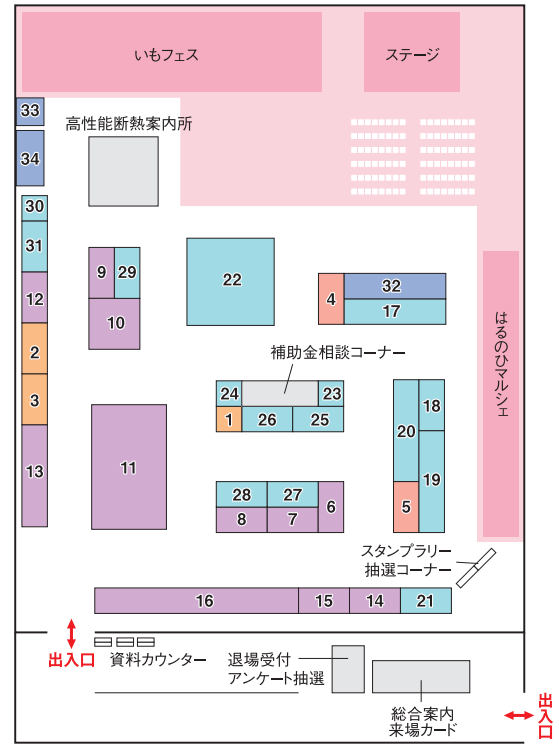 いもフェス
ステージ
33
高性能断熱案内所
34
30
31
9
29
22
12
4
32
17
10
はるのひマルシェ
補助金相談コーナー
2
24
23
18
3
1
26
25
20
11
13
19
28
27
6
5
8
7
スタンプラリー
抽選コーナー
16
15
14
21
出入口
資料カウンター
退場受付
アンケート抽選
総合案内
来場カード
出入口